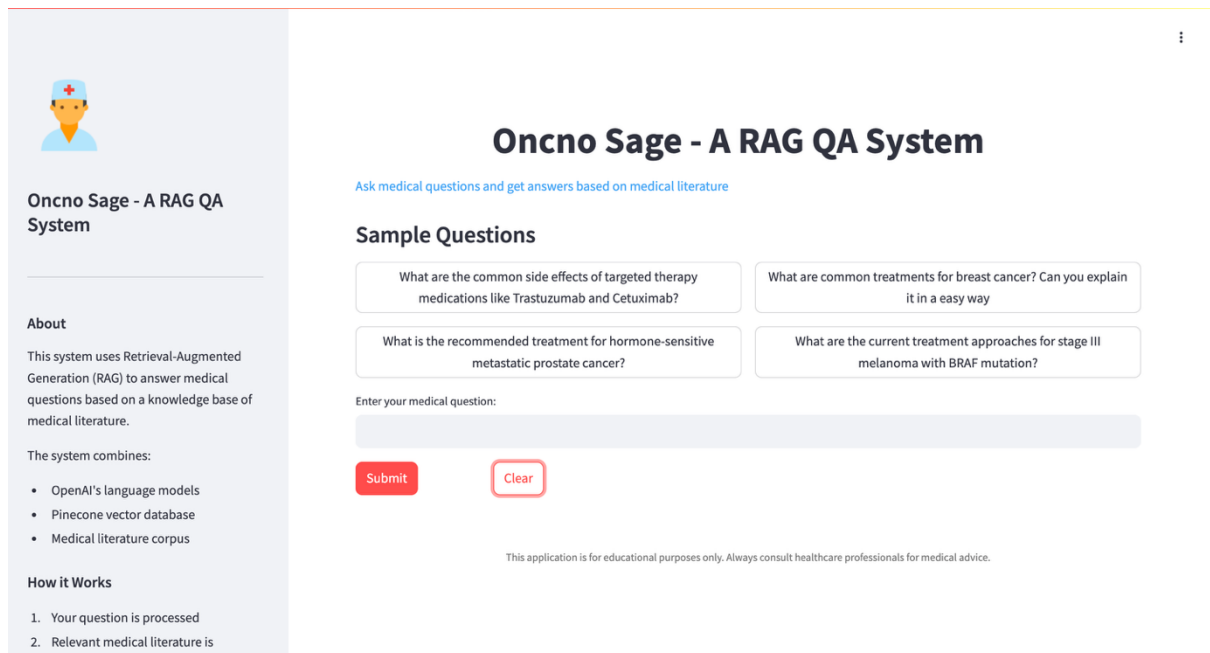 Oncno Sage - A RAG QA
System
About
This system uses Retrieval-Augmented
Generation (RAG) to answer medical
questions based on a knowledge base of
medical literature.
The system combines:
• OpenAI's language models
• Pinecone vector database
• Medical literature corpus
How it Works
1. Your question is processed
2. Relevant medical literature is
Oncno Sage - A RAG QA System
Ask medical questions and get answers based on medical literature
Sample Questions
What are the common side effects of targeted therapy
medications like Trastuzumab and Cetuximab?
What are common treatments for breast cancer? Can you explain
it in a easy way
What is the recommended treatment for hormone-sensitive
metastatic prostate cancer?
What are the current treatment approaches for stage III
melanoma with BRAF mutation?
Enter your medical question:
Submit
Clear
This application is for educational purposes only. Always consult healthcare professionals for medical advice.